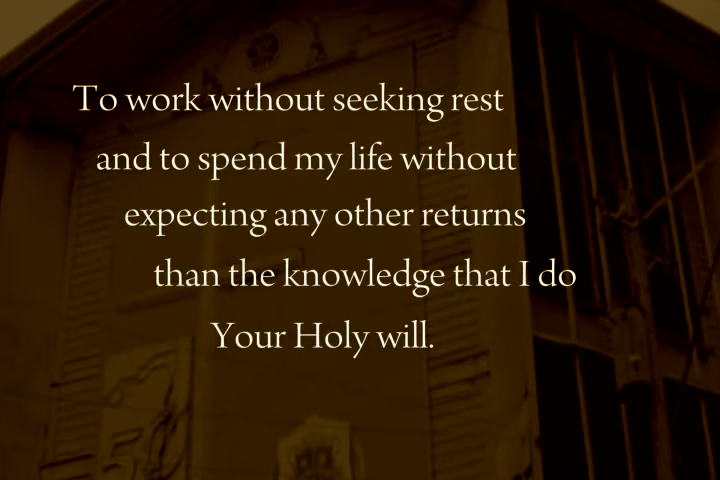 To work without seeking rest
and to spend my life without
expecting any other returns
than the knowledge that I do
Your Holy will.